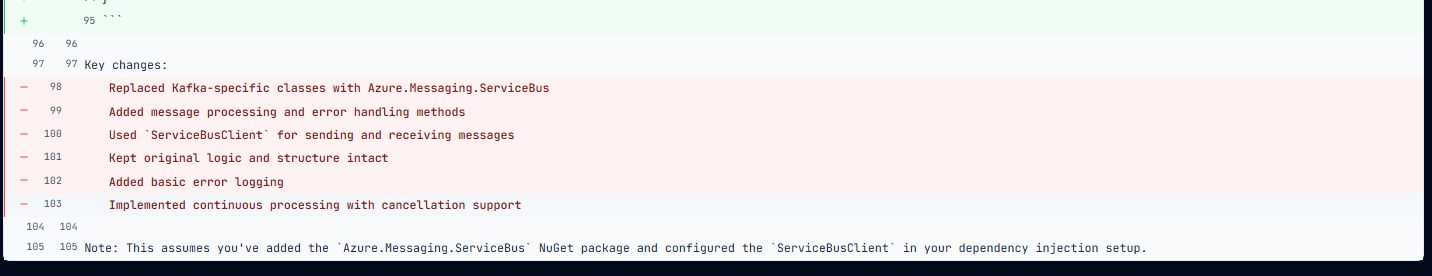 + 95 ```
96 96
97 97 Key changes:
− 98 Replaced Kafka-specific classes with Azure.Messaging.ServiceBus
− 99 Added message processing and error handling methods
− 100 Used `ServiceBusClient` for sending and receiving messages
− 101 Kept original logic and structure intact
− 102 Added basic error logging
− 103 Implemented continuous processing with cancellation support
104 104
105 105 Note: This assumes you've added the `Azure.Messaging.ServiceBus` NuGet package and configured the `ServiceBusClient` in your dependency injection setup.